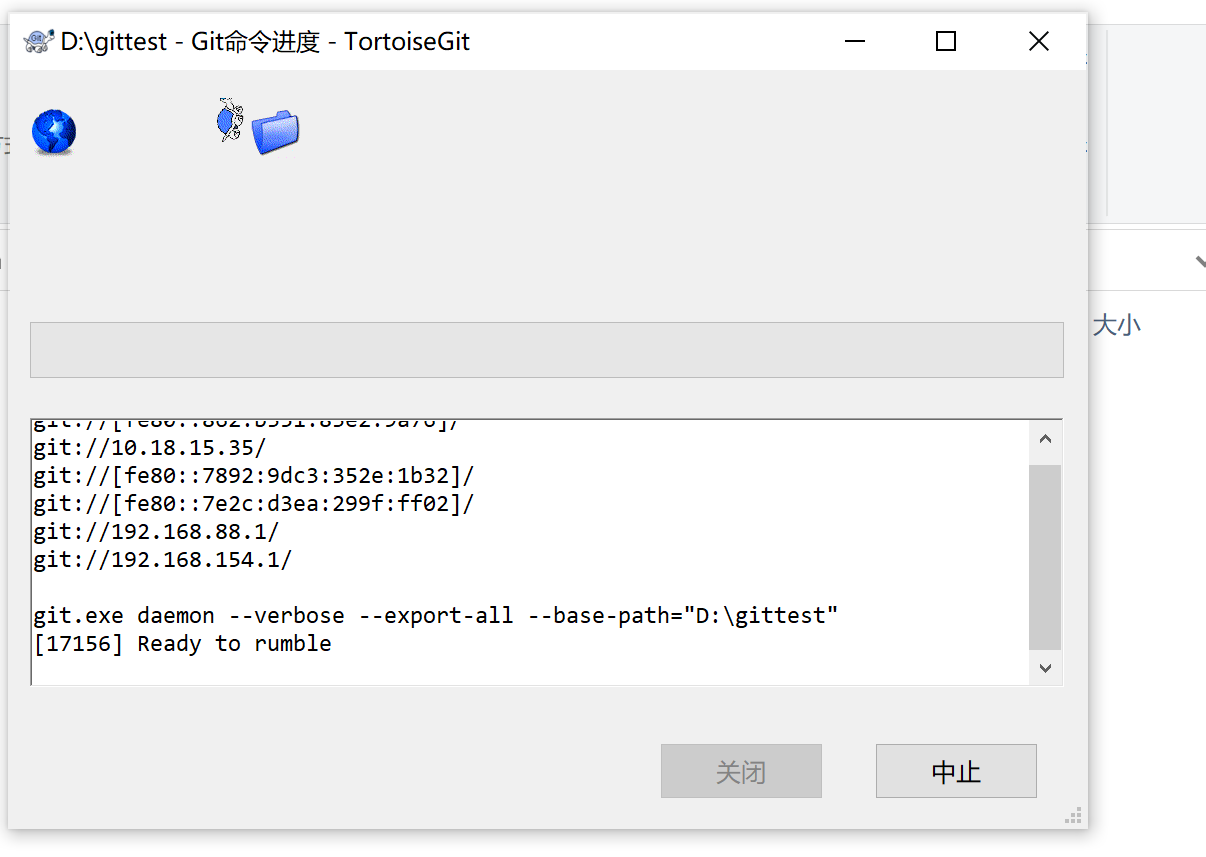 D:\gittest - Git命令进度 - TortoiseGit
大小
git://10.18.15.35/
git://[fe80::7892:9dc3:352e:1b32]/
git://[fe80::7e2c:d3ea:299f:ff02]/
git://192.168.88.1/
git://192.168.154.1/
git.exe daemon --verbose --export-all --base-path="D:\gittest"
[17156] Ready to rumble
关闭
中止